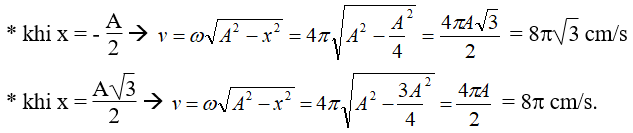 * khi x = - A/2 → v = ω√(A² − x²) = 4π√(A² − A²/4) = 4πA√3/2 = 8π√3 cm/s
* khi x = A√3/2 → v = ω√(A² − x²) = 4π√(A² − 3A²/4) = 4πA/2 = 8π cm/s.